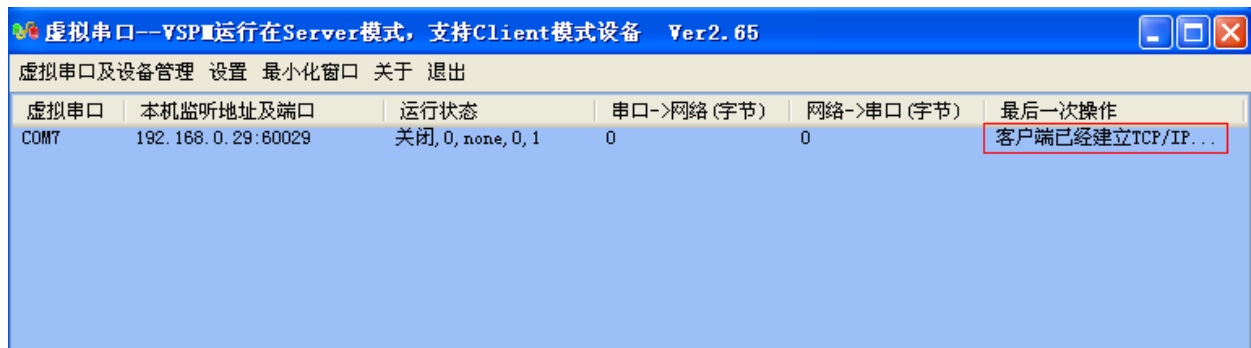 虚拟串口--VSPM运行在Server模式，支持Client模式设备 Ver2.65
虚拟串口及设备管理 设置 最小化窗口 关于 退出
虚拟串口 本机监听地址及端口 运行状态 串口->网络(字节) 网络->串口(字节) 最后一次操作
COM7 192.168.0.29:60029 关闭,0,none,0,1 0 0 客户端已经建立TCP/IP...